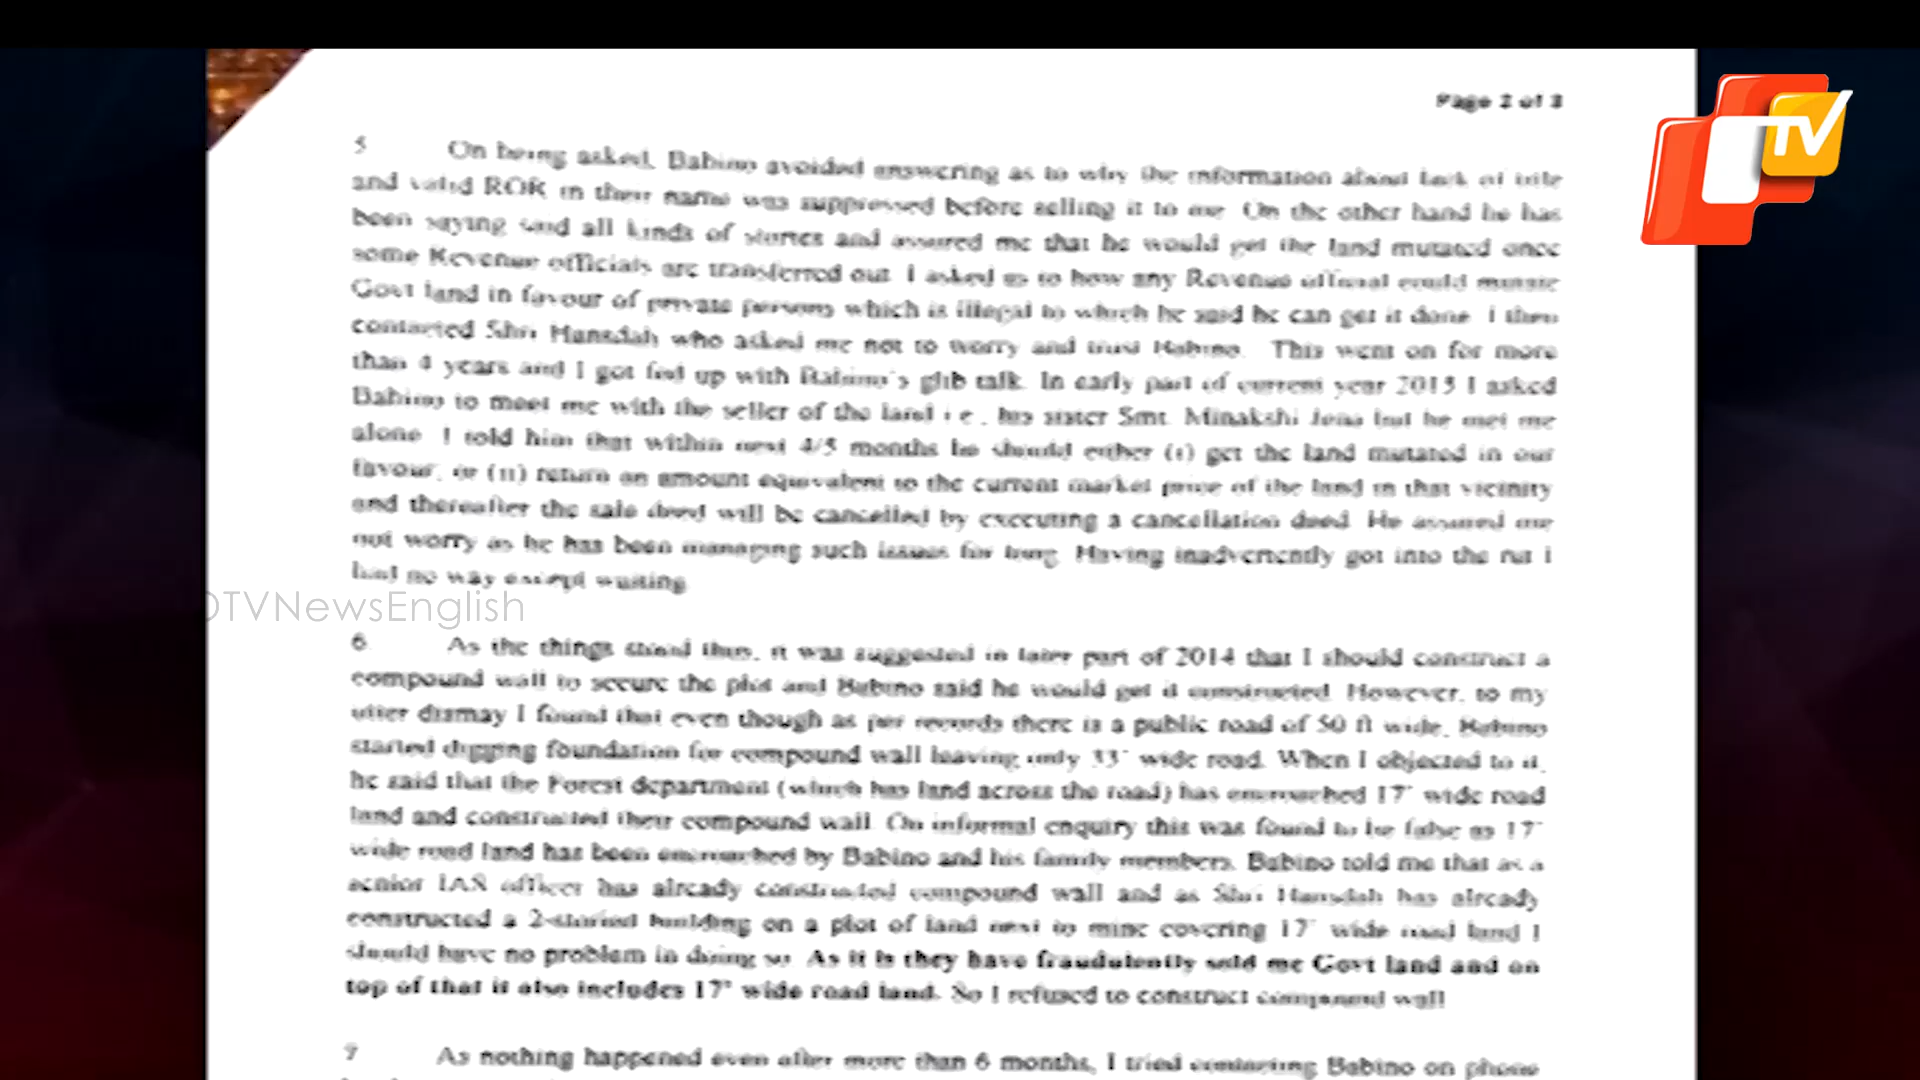 Page 2 of 3
TV
5 On being asked, Babino avoided answering as to why the information about lack of title
and valid ROR in their name was suppressed before selling it to me. On the other hand he has
been saying said all kinds of stories and assured me that he would get the land mutated once
some Revenue officials are transferred out. I asked as to how any Revenue official could mutate
Govt land in favour of private persons which is illegal to which he said he can get it done. I then
contacted Shri Hansdah who asked me not to worry and trust Babino. This went on for more
than 4 years and I got fed up with Babino's glib talk. In early part of current year 2015 I asked
Babino to meet me with the seller of the land i.e., his sister Smt. Minakshi Jena but he met me
alone. I told him that within next 4/5 months he should either (i) get the land mutated in our
favour, or (ii) return an amount equivalent to the current market price of the land in that vicinity
and thereafter the sale deed will be cancelled by executing a cancellation deed. He assured me
not worry as he has been managing such issues for long. Having inadvertently got into the rut I
had no way except waiting.
OTVNewsEnglish
6. As the things stood thus, it was suggested in later part of 2014 that I should construct a
compound wall to secure the plot and Babino said he would get it constructed. However, to my
utter dismay I found that even though as per records there is a public road of 50 ft wide, Babino
started digging foundation for compound wall leaving only 33' wide road. When I objected to it,
he said that the Forest department (which has land across the road) has encroached 17' wide road
land and constructed their compound wall. On informal enquiry this was found to be false as 17'
wide road land has been encroached by Babino and his family members. Babino told me that as a
senior IAS officer has already constructed compound wall and as Shri Hansdah has already
constructed a 2-storied building on a plot of land next to mine covering 17' wide road land I
should have no problem in doing so. As it is they have fraudulently sold me Govt land and on
top of that it also includes 17' wide road land. So I refused to construct compound wall.
7 As nothing happened even after more than 6 months, I tried contacting Babino on phone